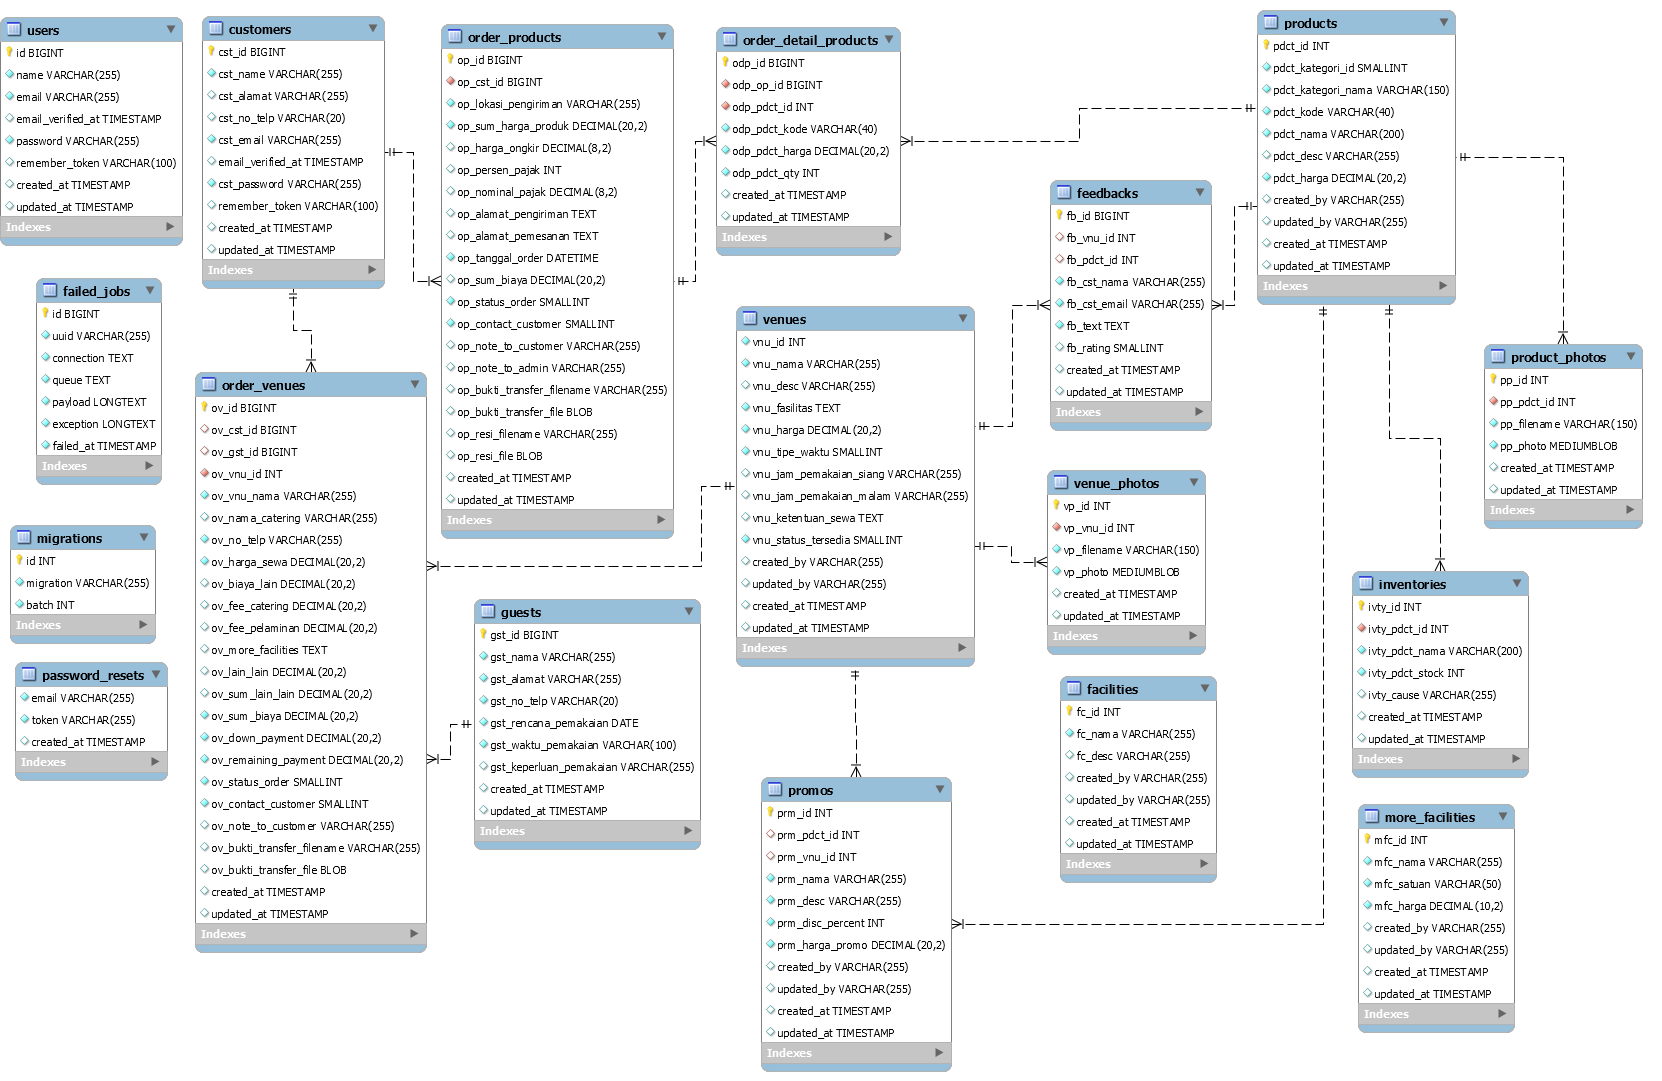 users
id BIGINT
name VARCHAR(255)
email VARCHAR(255)
email_verified_at TIMESTAMP
password VARCHAR(255)
remember_token VARCHAR(100)
created_at TIMESTAMP
updated_at TIMESTAMP
Indexes
customers
cst_id BIGINT
cst_name VARCHAR(255)
cst_alamat VARCHAR(255)
cst_no_telp VARCHAR(20)
cst_email VARCHAR(255)
email_verified_at TIMESTAMP
cst_password VARCHAR(255)
remember_token VARCHAR(100)
created_at TIMESTAMP
updated_at TIMESTAMP
Indexes
order_products
op_id BIGINT
op_cst_id BIGINT
op_lokasi_pengiriman VARCHAR(255)
op_sum_harga_produk DECIMAL(20,2)
op_harga_ongkir DECIMAL(8,2)
op_persen_pajak INT
op_nominal_pajak DECIMAL(8,2)
op_alamat_pengiriman TEXT
op_alamat_pemesanan TEXT
op_tanggal_order DATETIME
op_sum_biaya DECIMAL(20,2)
op_status_order SMALLINT
op_contact_customer SMALLINT
op_note_to_customer VARCHAR(255)
op_note_to_admin VARCHAR(255)
op_bukti_transfer_filename VARCHAR(255)
op_bukti_transfer_file BLOB
op_resi_filename VARCHAR(255)
op_resi_file BLOB
created_at TIMESTAMP
updated_at TIMESTAMP
Indexes
order_detail_products
odp_id BIGINT
odp_op_id BIGINT
odp_pdct_id INT
odp_pdct_kode VARCHAR(40)
odp_pdct_harga DECIMAL(20,2)
odp_pdct_qty INT
created_at TIMESTAMP
updated_at TIMESTAMP
Indexes
products
pdct_id INT
pdct_kategori_id SMALLINT
pdct_kategori_nama VARCHAR(150)
pdct_kode VARCHAR(40)
pdct_nama VARCHAR(200)
pdct_desc VARCHAR(255)
pdct_harga DECIMAL(20,2)
created_by VARCHAR(255)
updated_by VARCHAR(255)
created_at TIMESTAMP
updated_at TIMESTAMP
Indexes
feedbacks
fb_id BIGINT
fb_vnu_id INT
fb_pdct_id INT
fb_cst_nama VARCHAR(255)
fb_cst_email VARCHAR(255)
fb_text TEXT
fb_rating SMALLINT
created_at TIMESTAMP
updated_at TIMESTAMP
Indexes
failed_jobs
id BIGINT
uuid VARCHAR(255)
connection TEXT
queue TEXT
payload LONGTEXT
exception LONGTEXT
failed_at TIMESTAMP
Indexes
order_venues
ov_id BIGINT
ov_cst_id BIGINT
ov_gst_id BIGINT
ov_vnu_id INT
ov_vnu_nama VARCHAR(255)
ov_nama_catering VARCHAR(255)
ov_no_telp VARCHAR(255)
ov_harga_sewa DECIMAL(20,2)
ov_biaya_lain DECIMAL(20,2)
ov_fee_catering DECIMAL(20,2)
ov_fee_pelaminan DECIMAL(20,2)
ov_more_facilities TEXT
ov_lain_lain DECIMAL(20,2)
ov_sum_lain_lain DECIMAL(20,2)
ov_sum_biaya DECIMAL(20,2)
ov_down_payment DECIMAL(20,2)
ov_remaining_payment DECIMAL(20,2)
ov_status_order SMALLINT
ov_contact_customer SMALLINT
ov_note_to_customer VARCHAR(255)
ov_bukti_transfer_filename VARCHAR(255)
ov_bukti_transfer_file BLOB
created_at TIMESTAMP
updated_at TIMESTAMP
Indexes
venues
vnu_id INT
vnu_nama VARCHAR(255)
vnu_desc VARCHAR(255)
vnu_fasilitas TEXT
vnu_harga DECIMAL(20,2)
vnu_tipe_waktu SMALLINT
vnu_jam_pemakaian_siang VARCHAR(255)
vnu_jam_pemakaian_malam VARCHAR(255)
vnu_ketentuan_sewa TEXT
vnu_status_tersedia SMALLINT
created_by VARCHAR(255)
updated_by VARCHAR(255)
created_at TIMESTAMP
updated_at TIMESTAMP
Indexes
product_photos
pp_id INT
pp_pdct_id INT
pp_filename VARCHAR(150)
pp_photo MEDIUMBLOB
created_at TIMESTAMP
updated_at TIMESTAMP
Indexes
venue_photos
vp_id INT
vp_vnu_id INT
vp_filename VARCHAR(150)
vp_photo MEDIUMBLOB
created_at TIMESTAMP
updated_at TIMESTAMP
Indexes
migrations
id INT
migration VARCHAR(255)
batch INT
Indexes
guests
gst_id BIGINT
gst_nama VARCHAR(255)
gst_alamat VARCHAR(255)
gst_no_telp VARCHAR(20)
gst_rencana_pemakaian DATE
gst_waktu_pemakaian VARCHAR(100)
gst_keperluan_pemakaian VARCHAR(255)
created_at TIMESTAMP
updated_at TIMESTAMP
Indexes
inventories
ivty_id INT
ivty_pdct_id INT
ivty_pdct_nama VARCHAR(200)
ivty_pdct_stock INT
ivty_cause VARCHAR(255)
created_at TIMESTAMP
updated_at TIMESTAMP
Indexes
password_resets
email VARCHAR(255)
token VARCHAR(255)
created_at TIMESTAMP
Indexes
facilities
fc_id INT
fc_nama VARCHAR(255)
fc_desc VARCHAR(255)
created_by VARCHAR(255)
updated_by VARCHAR(255)
created_at TIMESTAMP
updated_at TIMESTAMP
Indexes
promos
prm_id INT
prm_pdct_id INT
prm_vnu_id INT
prm_nama VARCHAR(255)
prm_desc VARCHAR(255)
prm_disc_percent INT
prm_harga_promo DECIMAL(20,2)
created_by VARCHAR(255)
updated_by VARCHAR(255)
created_at TIMESTAMP
updated_at TIMESTAMP
Indexes
more_facilities
mfc_id INT
mfc_nama VARCHAR(255)
mfc_satuan VARCHAR(50)
mfc_harga DECIMAL(10,2)
created_by VARCHAR(255)
updated_by VARCHAR(255)
created_at TIMESTAMP
updated_at TIMESTAMP
Indexes